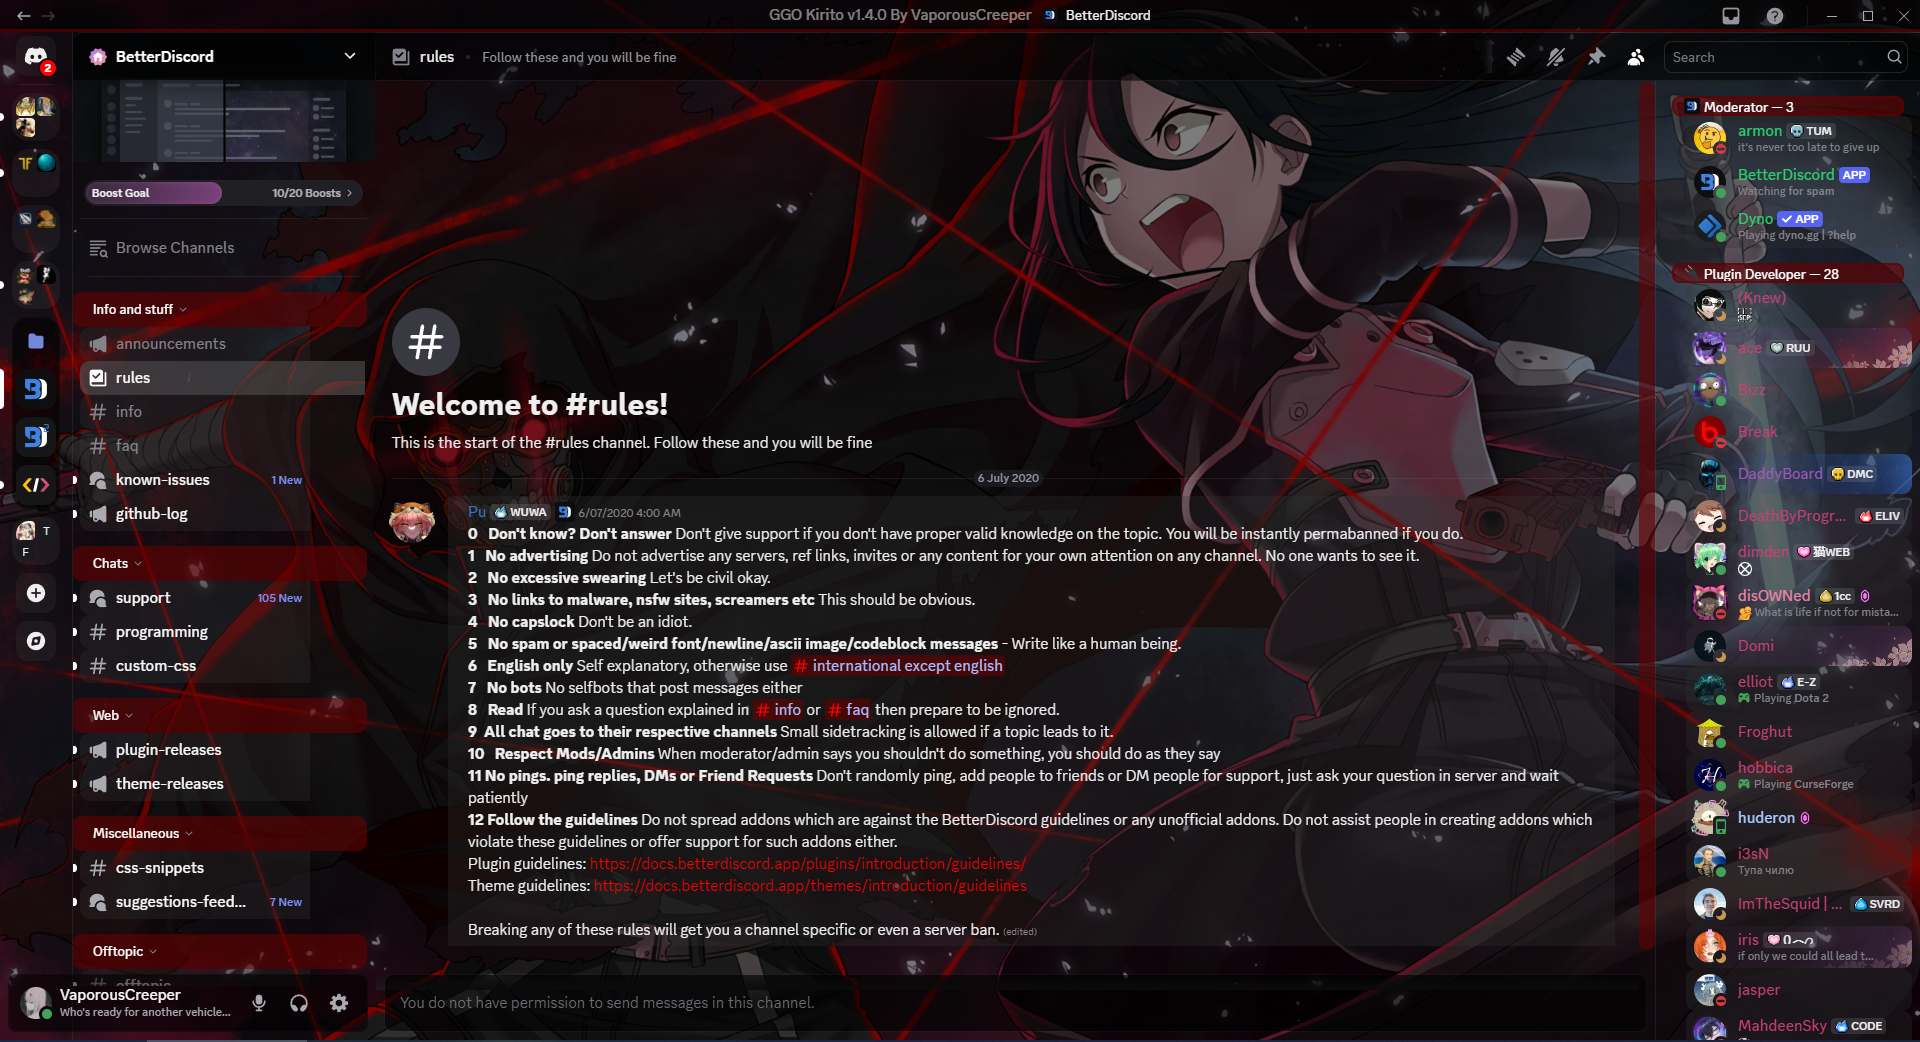 GGO Kirito v1.4.0 By VaporousCreeper BetterDiscord
2
BetterDiscord
rules
Follow these and you will be fine
Search
Boost Goal
10/20 Boosts
Browse Channels
Info and stuff
announcements
rules
info
faq
known-issues
1 New
github-log
Chats
support
105 New
programming
custom-css
Web
plugin-releases
theme-releases
Miscellaneous
css-snippets
suggestions-feed...
7 New
Offtopic
offtopic
TF
T
F
VaporousCreeper
Who's ready for another vehicle...
Welcome to #rules!
This is the start of the #rules channel. Follow these and you will be fine
6 July 2020
Pu WUWA 6/07/2020 4:00 AM
0 Don't know? Don't answer Don't give support if you don't have proper valid knowledge on the topic. You will be instantly permabanned if you do.
1 No advertising Do not advertise any servers, ref links, invites or any content for your own attention on any channel. No one wants to see it.
2 No excessive swearing Let's be civil okay.
3 No links to malware, nsfw sites, screamers etc This should be obvious.
4 No capslock Don't be an idiot.
5 No spam or spaced/weird font/newline/ascii image/codeblock messages - Write like a human being.
6 English only Self explanatory, otherwise use # international except english
7 No bots No selfbots that post messages either
8 Read If you ask a question explained in # info or # faq then prepare to be ignored.
9 All chat goes to their respective channels Small sidetracking is allowed if a topic leads to it.
10 Respect Mods/Admins When moderator/admin says you shouldn't do something, you should do as they say
11 No pings. ping replies, DMs or Friend Requests Don't randomly ping, add people to friends or DM people for support, just ask your question in server and wait
patiently
12 Follow the guidelines Do not spread addons which are against the BetterDiscord guidelines or any unofficial addons. Do not assist people in creating addons which
violate these guidelines or offer support for such addons either.
Plugin guidelines: https://docs.betterdiscord.app/plugins/introduction/guidelines/
Theme guidelines: https://docs.betterdiscord.app/themes/introduction/guidelines
Breaking any of these rules will get you a channel specific or even a server ban. (edited)
You do not have permission to send messages in this channel.
Moderator — 3
armon TUM
it's never too late to give up
BetterDiscord APP
Watching for spam
Dyno APP
Playing dyno.gg | ?help
Plugin Developer — 28
(Knew)
ace RUU
Bizz
Break
DaddyBoard DMC
DeathByProgr... ELIV
dimden 猫WEB
disOWNed 1cc
What is life if not for mista...
Domi
elliot E-Z
Playing Dota 2
Froghut
hobbica
Playing CurseForge
huderon
i3sN
Тупа чилю
ImTheSquid | ... SVRD
iris
if only we could all lead t...
jasper
MahdeenSky CODE